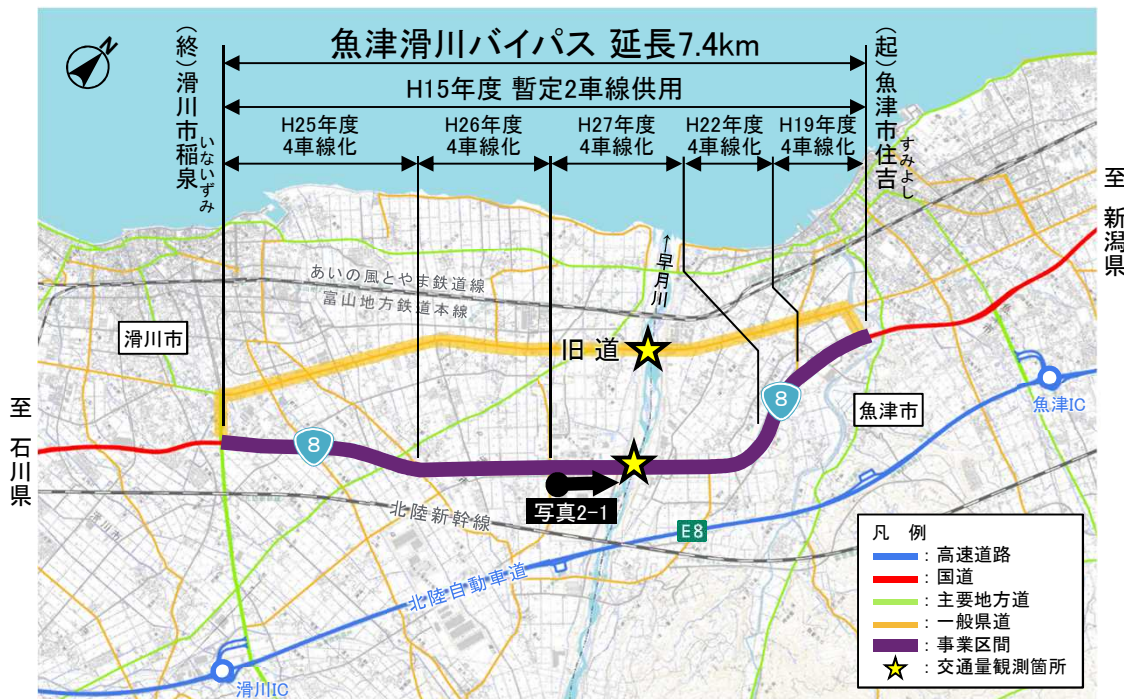 魚津滑川バイパス 延長7.4km
H15年度 暫定2車線供用
H25年度
4車線化
H26年度
4車線化
H27年度
4車線化
H22年度
4車線化
H19年度
4車線化
(終)滑川市稲泉
いないずみ
(起)魚津市住吉
すみよし
N
至 新潟県
至 石川県
←早月川
あいの風とやま鉄道線
富山地方鉄道本線
滑川市
旧道
8
8
魚津市
魚津IC
写真2-1
北陸新幹線
E8
北陸自動車道
滑川IC
凡 例
:高速道路
:国道
:主要地方道
:一般県道
:事業区間
:交通量観測箇所